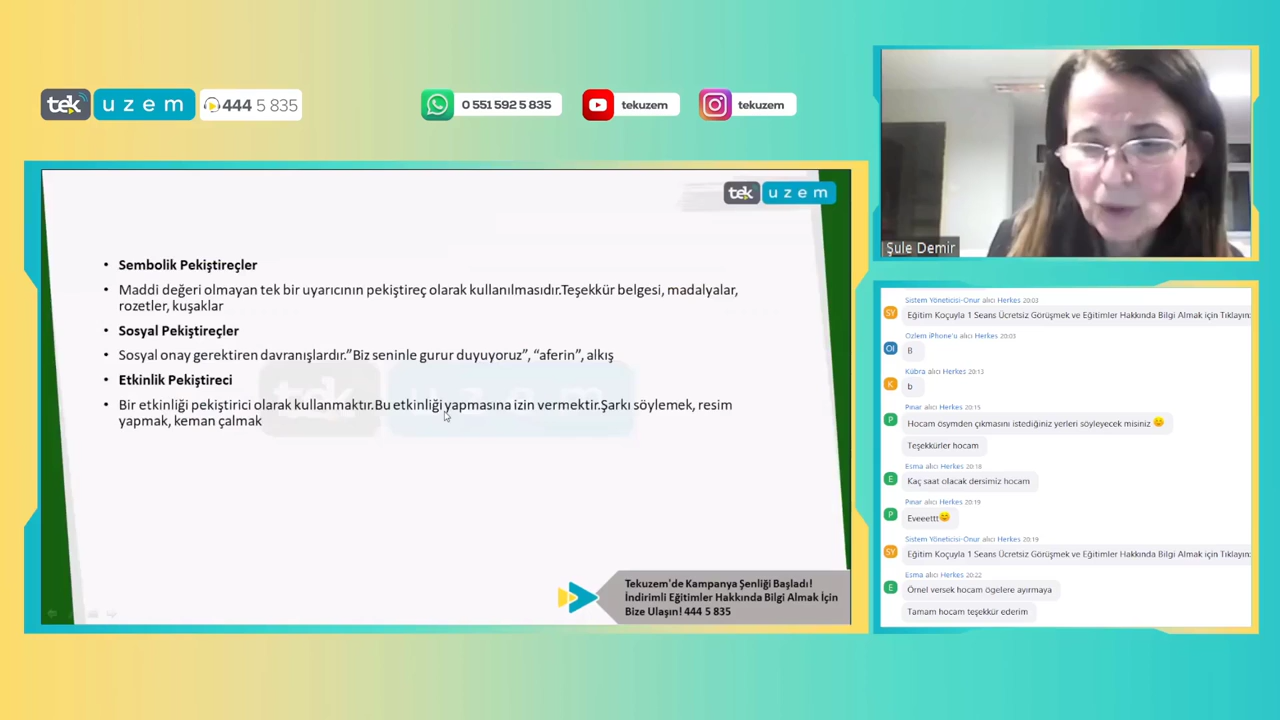 tek uzem 444 5 835
0 551 592 5 835
tekuzem
tekuzem
tek uzem
• Sembolik Pekiştireçler
• Maddi değeri olmayan tek bir uyarıcının pekiştireç olarak kullanılmasıdır.Teşekkür belgesi, madalyalar,
rozetler, kuşaklar
• Sosyal Pekiştireçler
• Sosyal onay gerektiren davranışlardır."Biz seninle gurur duyuyoruz", "aferin", alkış
• Etkinlik Pekiştireci
• Bir etkinliği pekiştirici olarak kullanmaktır.Bu etkinliği yapmasına izin vermektir.Şarkı söylemek, resim
yapmak, keman çalmak
Tekuzem'de Kampanya Şenliği Başladı!
İndirimli Eğitimler Hakkında Bilgi Almak İçin
Bize Ulaşın! 444 5 835
Şule Demir
Sistem Yöneticisi-Onur alıcı Herkes 20:03
SY
Eğitim Koçuyla 1 Seans Ücretsiz Görüşmek ve Eğitimler Hakkında Bilgi Almak için Tıklayın:
Ozlem iPhone'u alıcı Herkes 20:03
OI
B
Kübra alıcı Herkes 20:13
K
b
Pınar alıcı Herkes 20:15
P
Hocam ösymden çıkmasını istediğiniz yerleri söyleyecek misiniz 😊
Teşekkürler hocam
Esma alıcı Herkes 20:18
E
Kaç saat olacak dersimiz hocam
Pınar alıcı Herkes 20:19
P
Eveeettt😊
Sistem Yöneticisi-Onur alıcı Herkes 20:19
SY
Eğitim Koçuyla 1 Seans Ücretsiz Görüşmek ve Eğitimler Hakkında Bilgi Almak için Tıklayın:
Esma alıcı Herkes 20:22
E
Örnel versek hocam ögelere ayırmaya
Tamam hocam teşekkür ederim